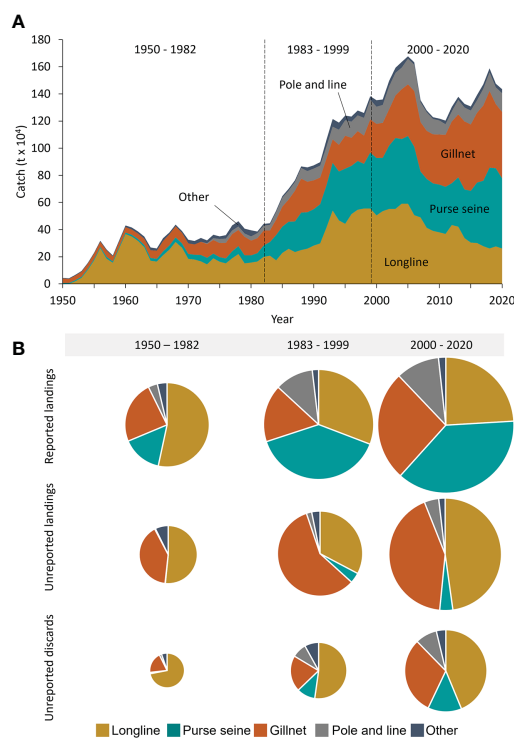 A
180
160
140
120
100
80
60
40
20
0
Catch (t x 10⁴)
1950 - 1982
1983 - 1999
2000 - 2020
Pole and line
Other
Gillnet
Purse seine
Longline
1950
1960
1970
1980
1990
2000
2010
2020
Year
B
1950 – 1982
1983 - 1999
2000 - 2020
Reported landings
Unreported landings
Unreported discards
Longline
Purse seine
Gillnet
Pole and line
Other